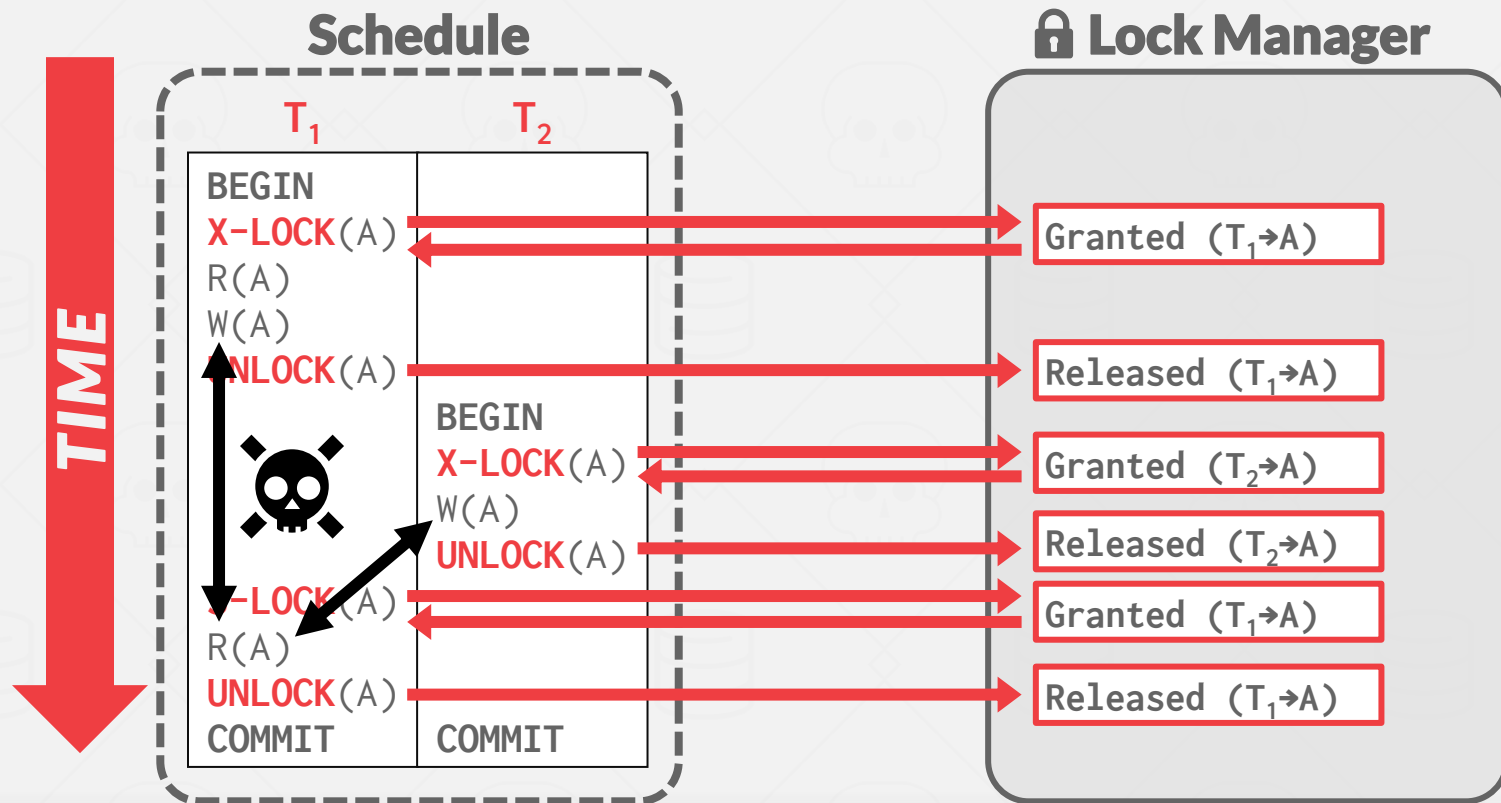 Schedule
Lock Manager
TIME
T₁
T₂
BEGIN
X-LOCK(A)
R(A)
W(A)
UNLOCK(A)
BEGIN
X-LOCK(A)
W(A)
UNLOCK(A)
S-LOCK(A)
R(A)
UNLOCK(A)
COMMIT
COMMIT
Granted (T₁→A)
Released (T₁→A)
Granted (T₂→A)
Released (T₂→A)
Granted (T₁→A)
Released (T₁→A)